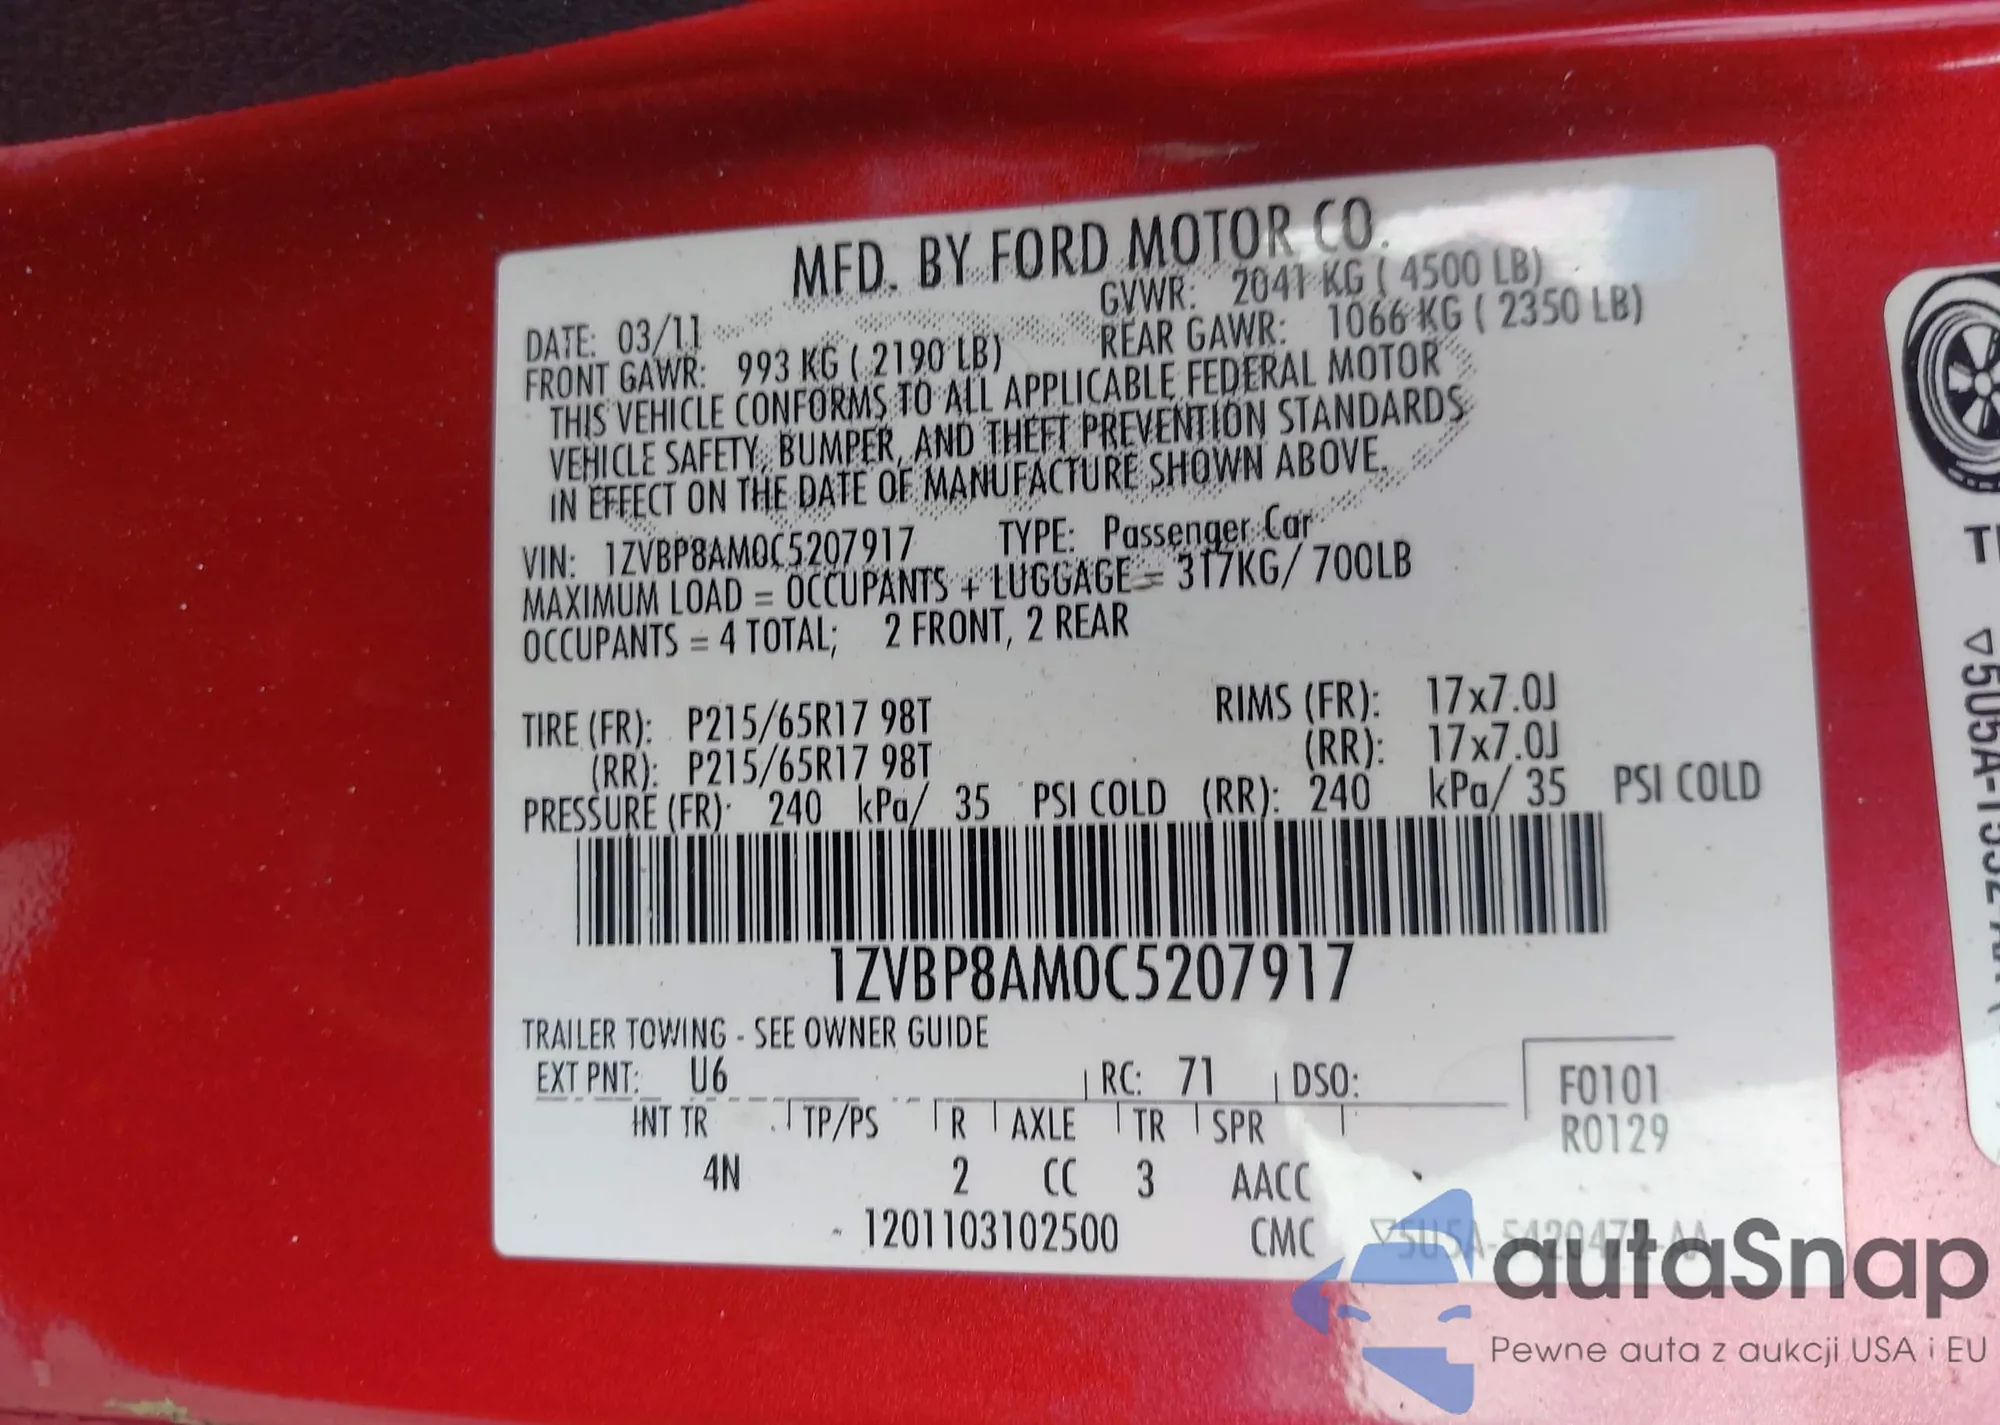 MFD. BY FORD MOTOR CO.
DATE: 03/11 GVWR: 2041 KG ( 4500 LB)
FRONT GAWR: 993 KG ( 2190 LB) REAR GAWR: 1066 KG ( 2350 LB)
THIS VEHICLE CONFORMS TO ALL APPLICABLE FEDERAL MOTOR
VEHICLE SAFETY, BUMPER, AND THEFT PREVENTION STANDARDS
IN EFFECT ON THE DATE OF MANUFACTURE SHOWN ABOVE.
VIN: 1ZVBP8AM0C5207917 TYPE: Passenger Car
MAXIMUM LOAD = OCCUPANTS + LUGGAGE = 317KG/ 700LB
OCCUPANTS = 4 TOTAL; 2 FRONT, 2 REAR
TIRE (FR): P215/65R17 98T RIMS (FR): 17x7.0J
(RR): P215/65R17 98T (RR): 17x7.0J
PRESSURE (FR): 240 kPa/ 35 PSI COLD (RR): 240 kPa/ 35 PSI COLD
1ZVBP8AM0C5207917
TRAILER TOWING - SEE OWNER GUIDE
EXT PNT: U6 RC: 71 DSO: F0101
INT TR TP/PS R AXLE TR SPR R0129
4N 2 CC 3 AACC
1201103102500 CMC
autaSnap
Pewne auta z aukcji USA i EU